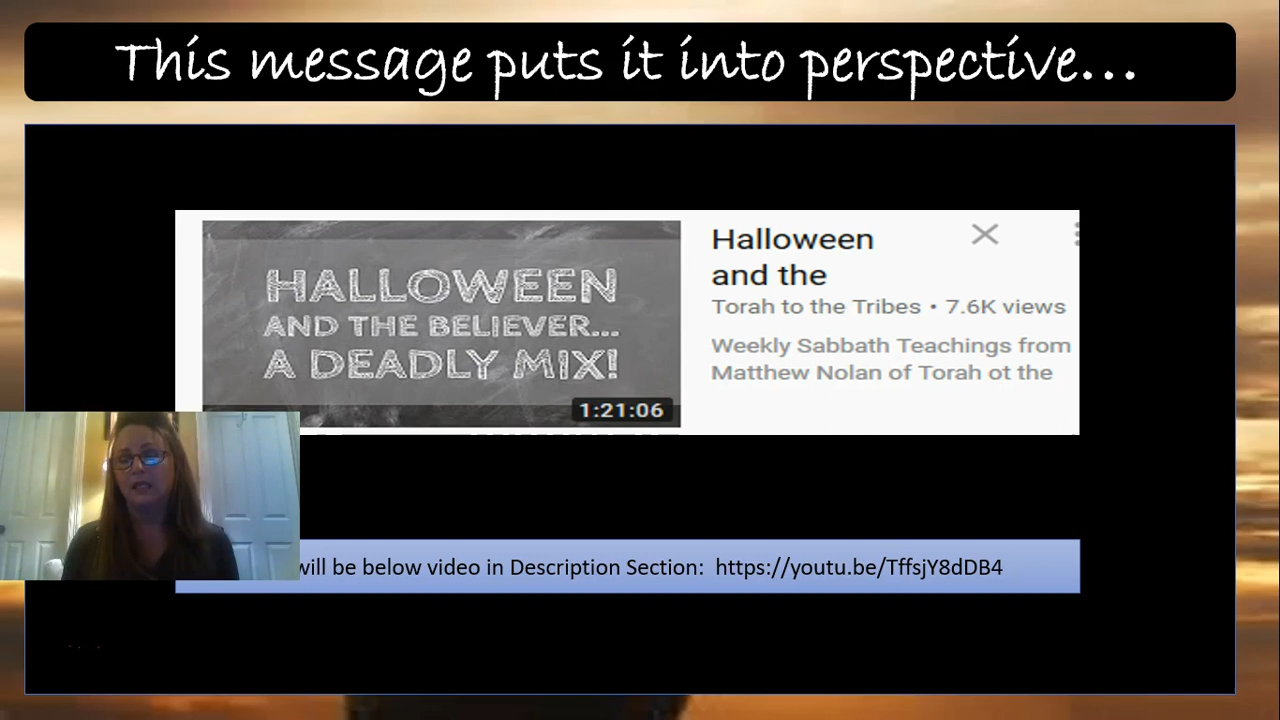 This message puts it into perspective...
HALLOWEEN
AND THE BELIEVER...
A DEADLY MIX!
1:21:06
Halloween
and the
Torah to the Tribes • 7.6K views
Weekly Sabbath Teachings from
Matthew Nolan of Torah ot the
will be below video in Description Section: https://youtu.be/TffsjY8dDB4